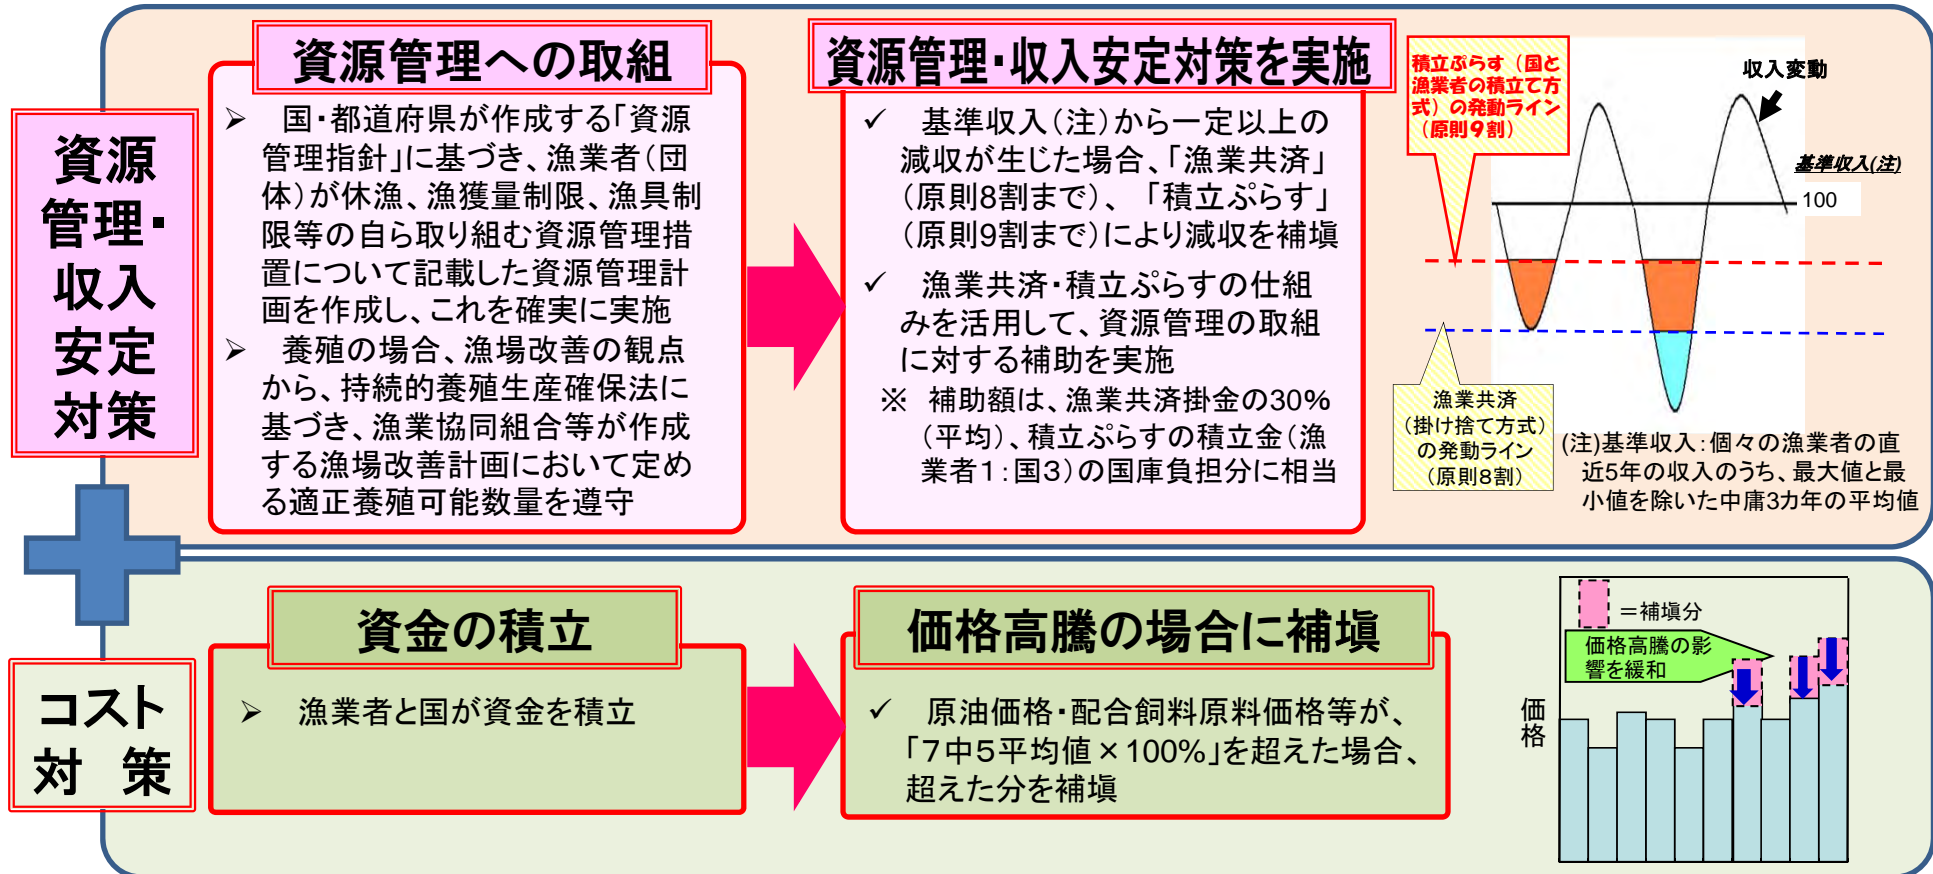 資源
管理・
収入
安定
対策
資源管理への取組
➢ 国・都道府県が作成する「資源
管理指針」に基づき、漁業者(団
体)が休漁、漁獲量制限、漁具制
限等の自ら取り組む資源管理措
置について記載した資源管理計
画を作成し、これを確実に実施
➢ 養殖の場合、漁場改善の観点
から、持続的養殖生産確保法に
基づき、漁業協同組合等が作成
する漁場改善計画において定め
る適正養殖可能数量を遵守
資源管理・収入安定対策を実施
✓ 基準収入(注)から一定以上の
減収が生じた場合、「漁業共済」
(原則8割まで)、「積立ぷらす」
(原則9割まで)により減収を補塡
✓ 漁業共済・積立ぷらすの仕組
みを活用して、資源管理の取組
に対する補助を実施
※ 補助額は、漁業共済掛金の30%
(平均)、積立ぷらすの積立金(漁
業者1:国3)の国庫負担分に相当
積立ぷらす(国と
漁業者の積立て方
式)の発動ライン
(原則9割)
収入変動
基準収入(注)
100
漁業共済
(掛け捨て方式)
の発動ライン
(原則8割)
(注)基準収入:個々の漁業者の直
近5年の収入のうち、最大値と最
小値を除いた中庸3カ年の平均値
コスト
対 策
資金の積立
➢ 漁業者と国が資金を積立
価格高騰の場合に補塡
✓ 原油価格・配合飼料原料価格等が、
「7中5平均値×100%」を超えた場合、
超えた分を補塡
=補塡分
価格高騰の影
響を緩和
価格